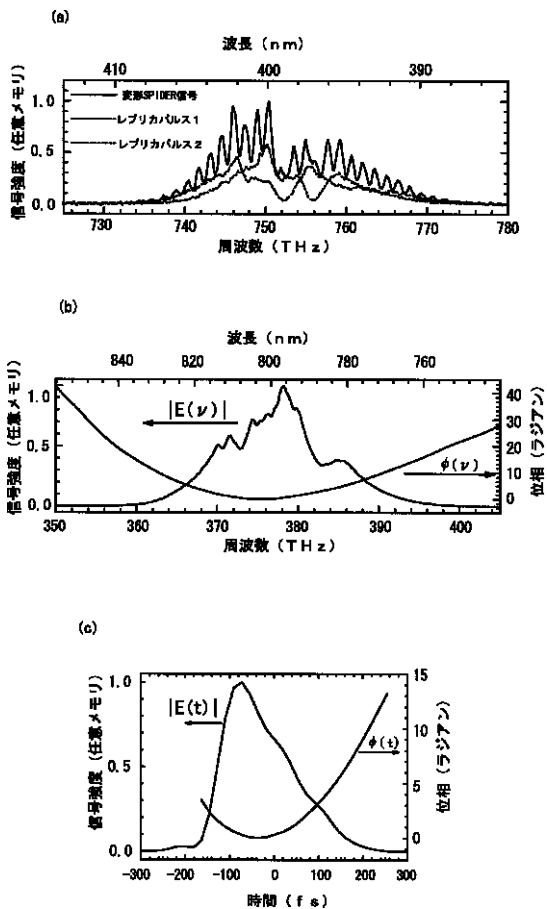 (a)
波長(nm)
410 400 390
変形SPIDER信号
レプリカパルス1
レプリカパルス2
信号強度(任意メモリ)
1.0
0.5
0.0
730 740 750 760 770 780
周波数(THz)
(b)
波長(nm)
840 820 800 780 760
信号強度(任意メモリ)
1.0
0.5
0.0
|E(ν)|
φ(ν)
40
30
20
10
0
位相(ラジアン)
350 360 370 380 390 400
周波数(THz)
(c)
信号強度(任意メモリ)
1.0
0.5
0.0
|E(t)|
φ(t)
15
10
5
0
位相(ラジアン)
-300 -200 -100 0 100 200 300
時間(fs)